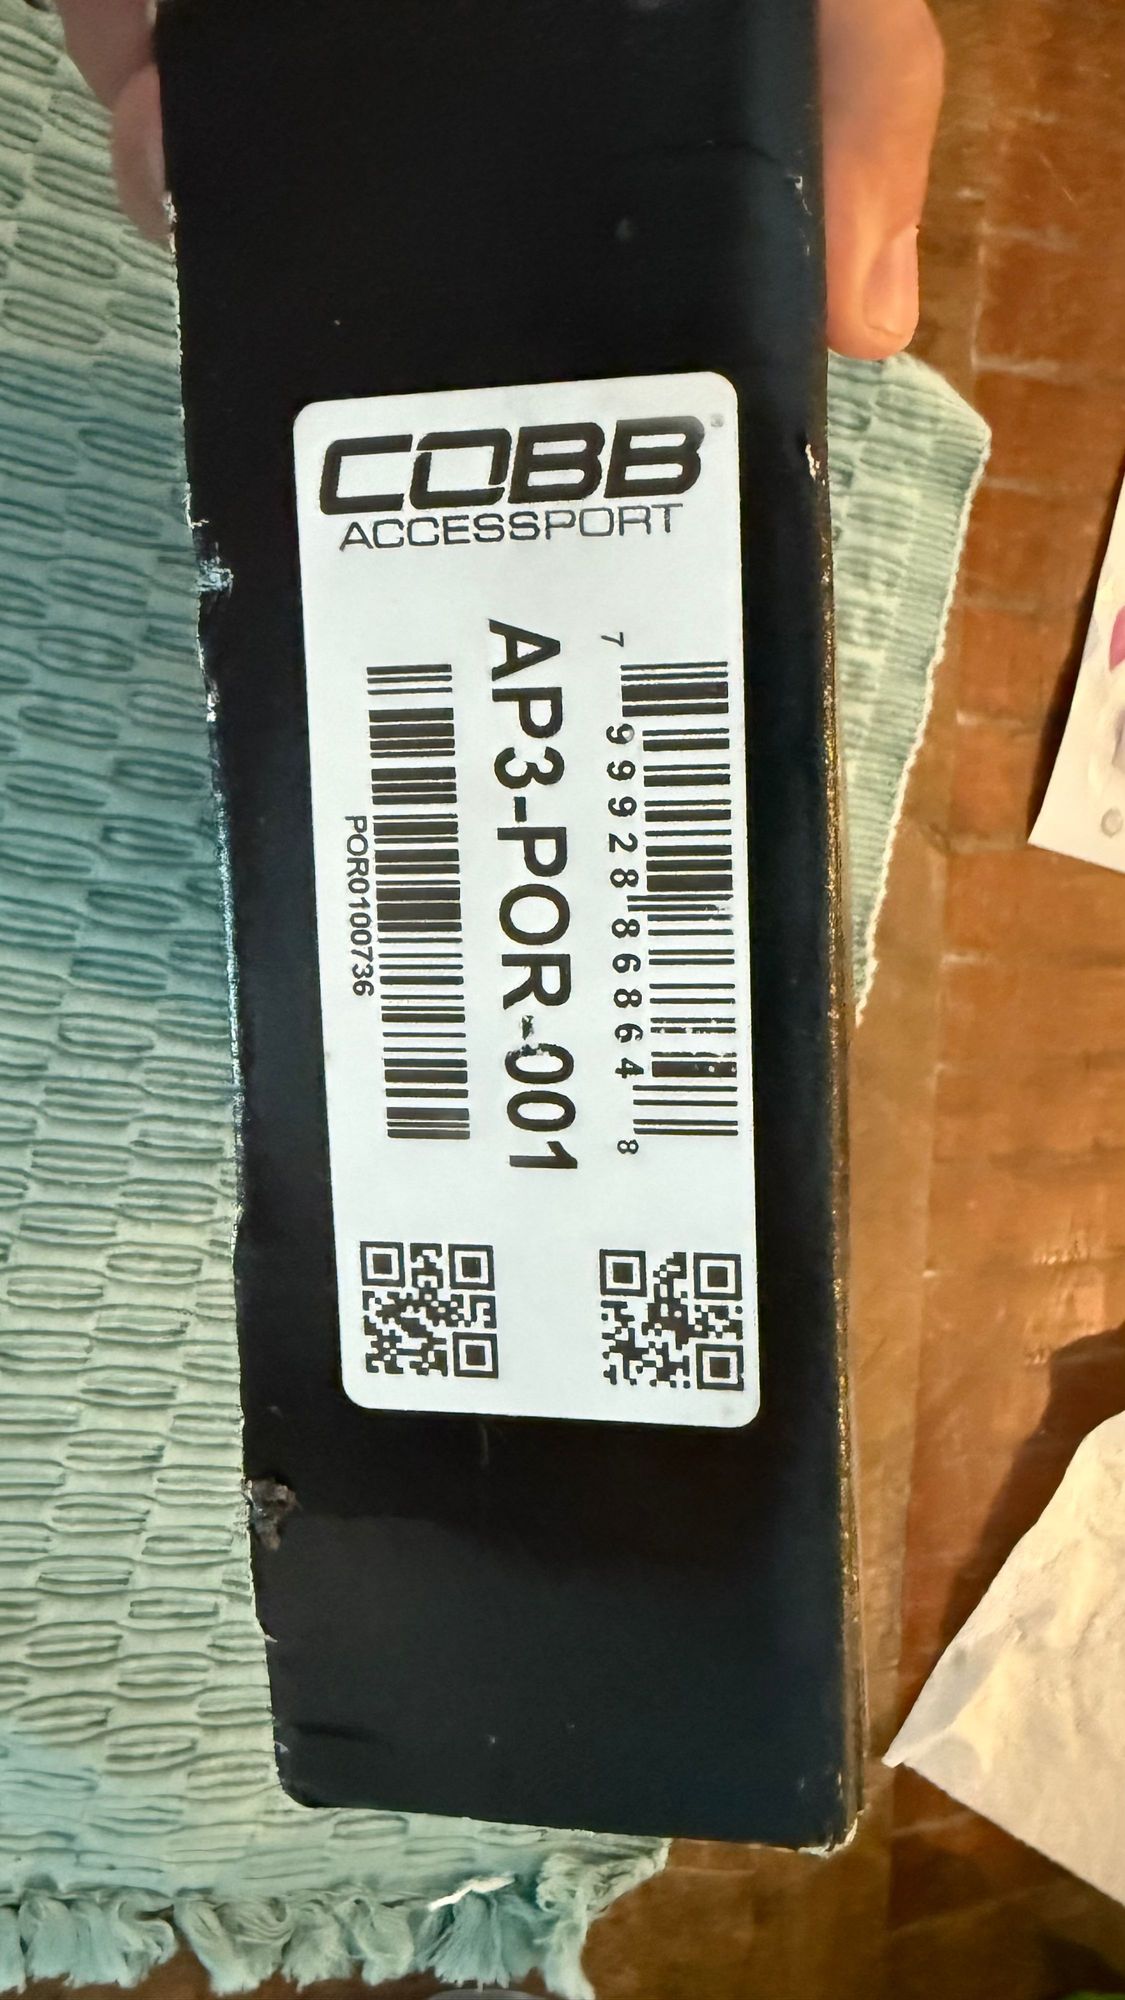 COBB®
ACCESSPORT
7 99928 86864 8
AP3-POR-001
POR0100736